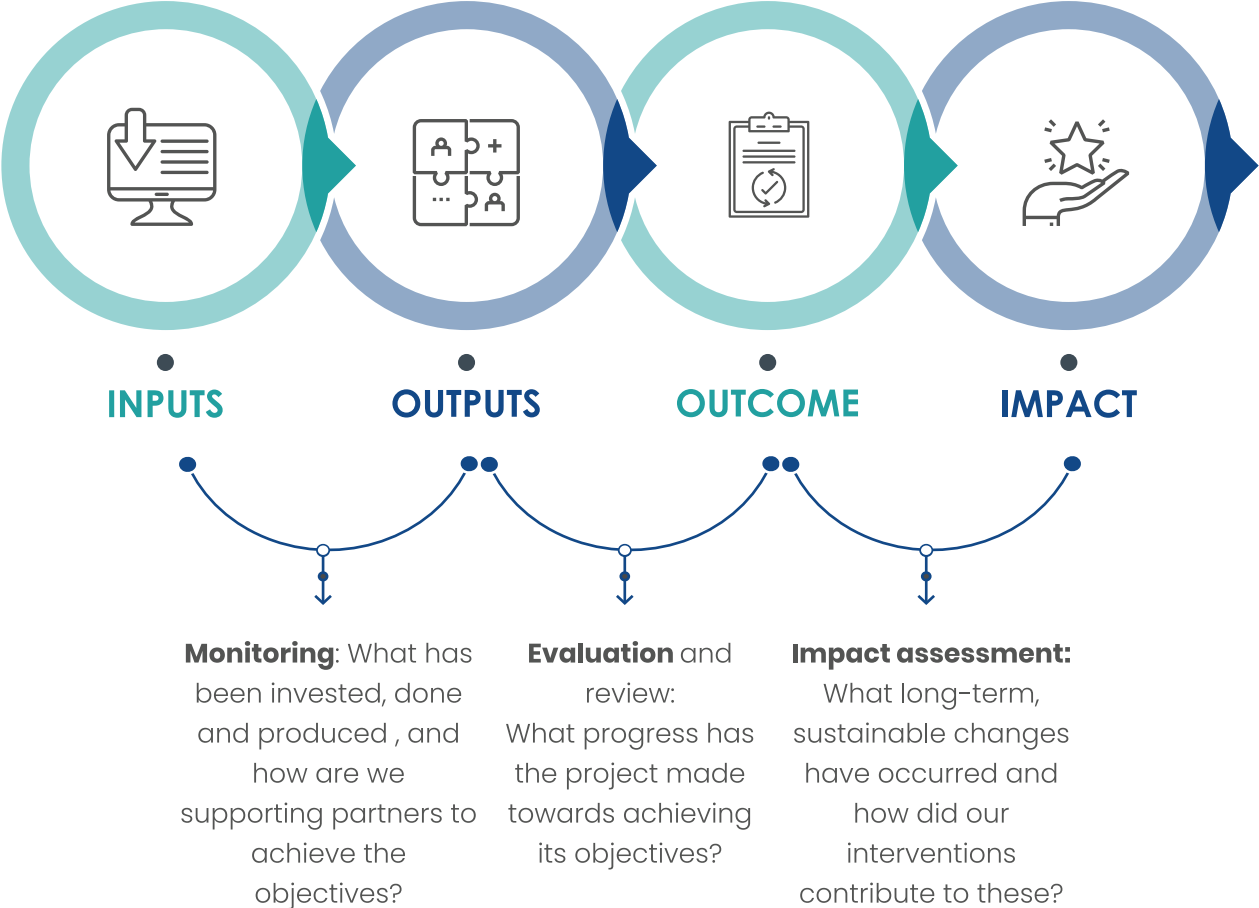 INPUTS
OUTPUTS
OUTCOME
IMPACT
Monitoring: What has
been invested, done
and produced , and
how are we
supporting partners to
achieve the
objectives?
Evaluation and
review:
What progress has
the project made
towards achieving
its objectives?
Impact assessment:
What long-term,
sustainable changes
have occurred and
how did our
interventions
contribute to these?